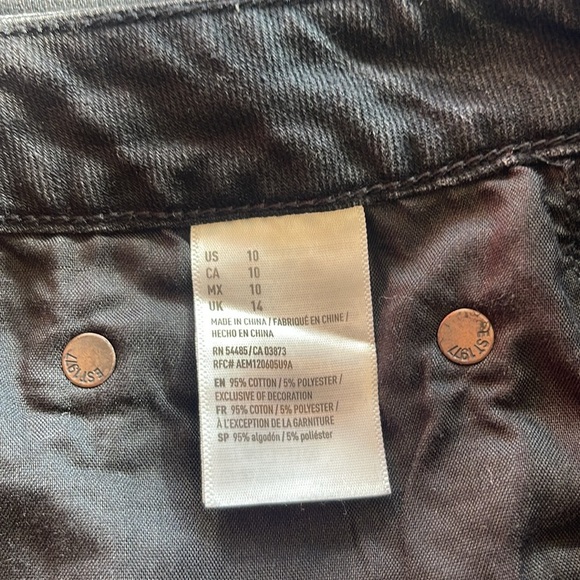 US 10
CA 10
MX 10
UK 14
MADE IN CHINA / FABRIQUÉ EN CHINE /
HECHO EN CHINA
RN 54485/CA 03873
RFC# AEM120605U9A
EN 95% COTTON / 5% POLYESTER /
EXCLUSIVE OF DECORATION
FR 95% COTON / 5% POLYESTER /
À L'EXCEPTION DE LA GARNITURE
SP 95% algodón / 5% poliéster
EST 1977
EST 1977